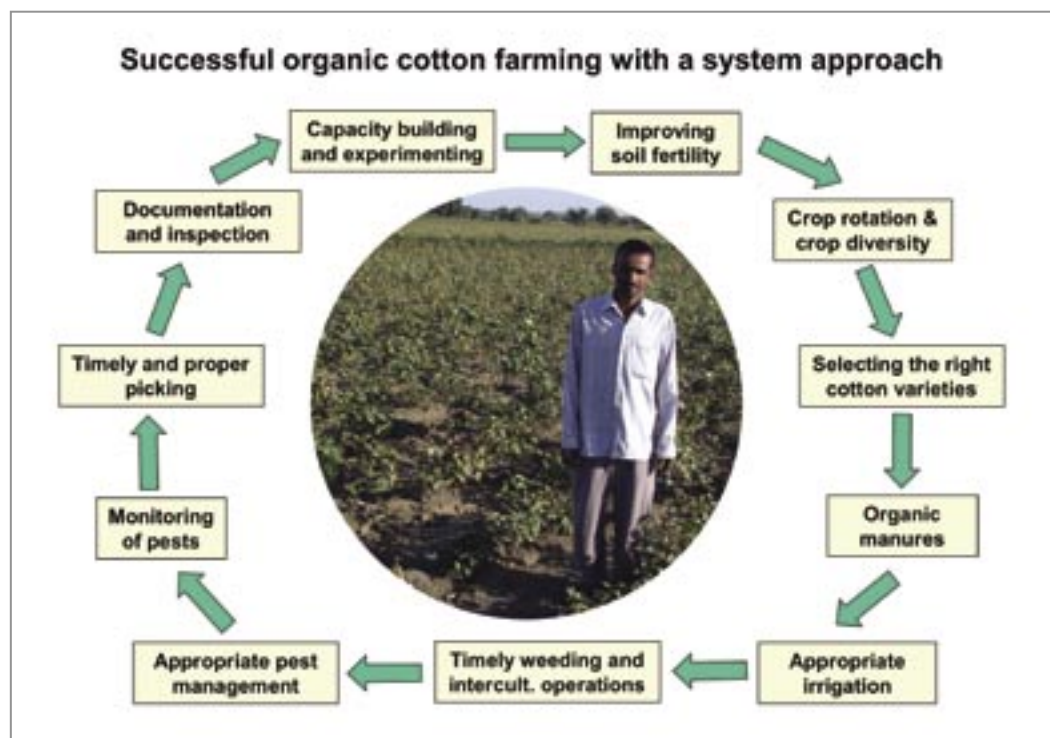 Successful organic cotton farming with a system approach
Capacity building
and experimenting
Improving
soil fertility
Crop rotation &
crop diversity
Selecting the right
cotton varieties
Organic
manures
Appropriate
irrigation
Timely weeding and
intercult. operations
Appropriate pest
management
Monitoring
of pests
Timely and proper
picking
Documentation
and inspection